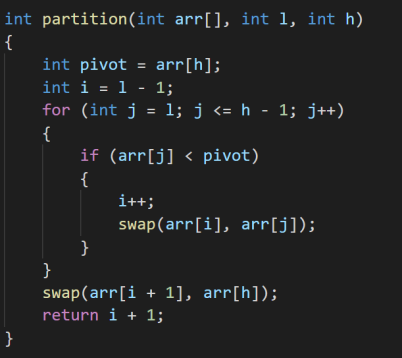 int partition(int arr[], int l, int h)
{
    int pivot = arr[h];
    int i = l - 1;
    for (int j = l; j <= h - 1; j++)
    {
        if (arr[j] < pivot)
        {
            i++;
            swap(arr[i], arr[j]);
        }
    }
    swap(arr[i + 1], arr[h]);
    return i + 1;
}